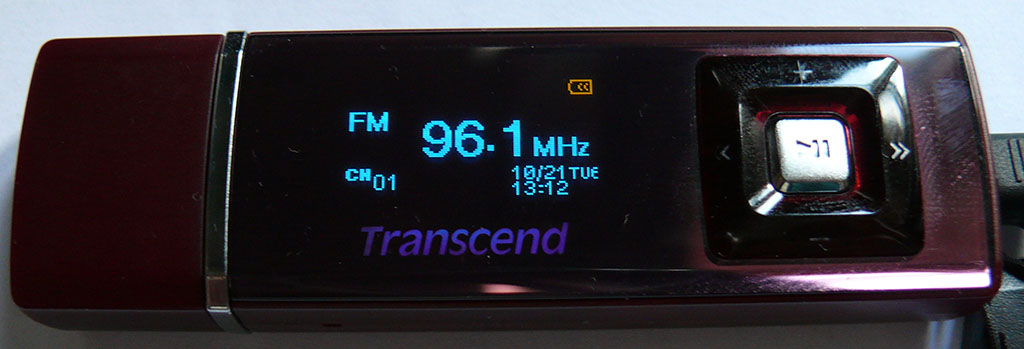 FM 96.1 MHz
CH01 10/21 TUE
13:12
Transcend